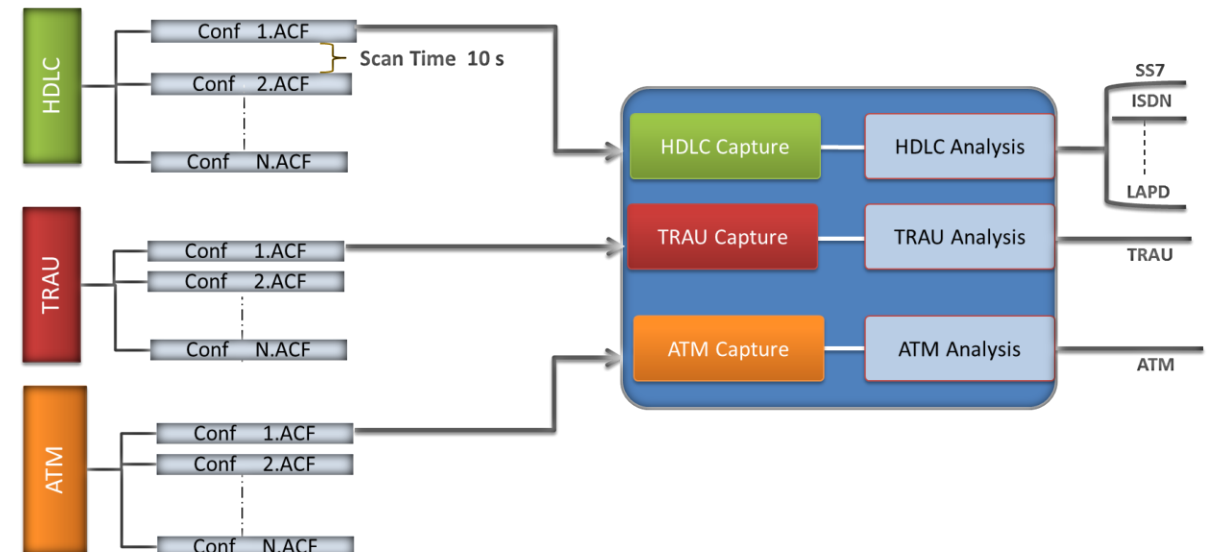 HDLC
Conf 1.ACF
Scan Time 10 s
Conf 2.ACF
Conf N.ACF
TRAU
Conf 1.ACF
Conf 2.ACF
Conf N.ACF
ATM
Conf 1.ACF
Conf 2.ACF
Conf N.ACF
HDLC Capture
HDLC Analysis
TRAU Capture
TRAU Analysis
ATM Capture
ATM Analysis
SS7
ISDN
LAPD
TRAU
ATM